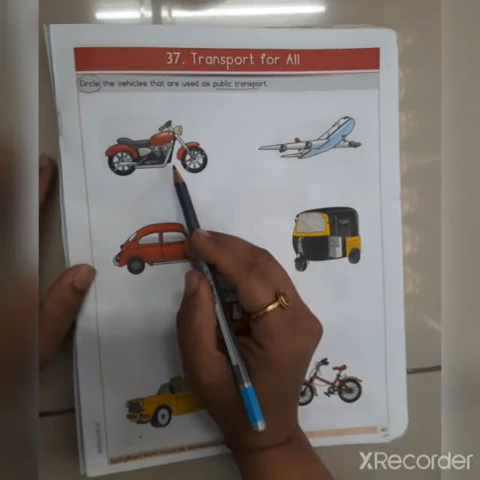 37. Transport for All
Circle the vehicles that are used as public transport.
XRecorder